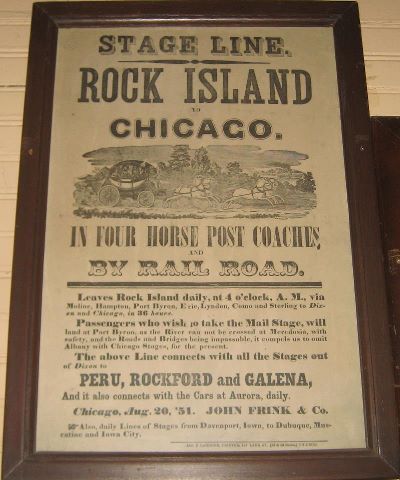 STAGE LINE.
ROCK ISLAND
TO
CHICAGO.
IN FOUR HORSE POST COACHES,
AND
BY RAIL ROAD.
Leaves Rock Island daily, at 4 o'clock, A. M., via
Moline, Hampton, Port Byron, Erie, Lyndon, Como and Sterling to Dix-
on and Chicago, in 36 hours.
Passengers who wish to take the Mail Stage, will
land at Port Byron, as the River can not be crossed at Meredosia, with
safety, and the Roads and Bridges being impassable, it compels us to omit
Albany with Chicago Stages, for the present.
The above Line connects with all the Stages out
of Dixon to
PERU, ROCKFORD and GALENA,
And it also connects with the Cars at Aurora, daily.
Chicago, Aug. 20, '51. JOHN FRINK & Co.
Also, daily Lines of Stages from Davenport, Iowa, to Dubuque, Mus-
catine and Iowa City.